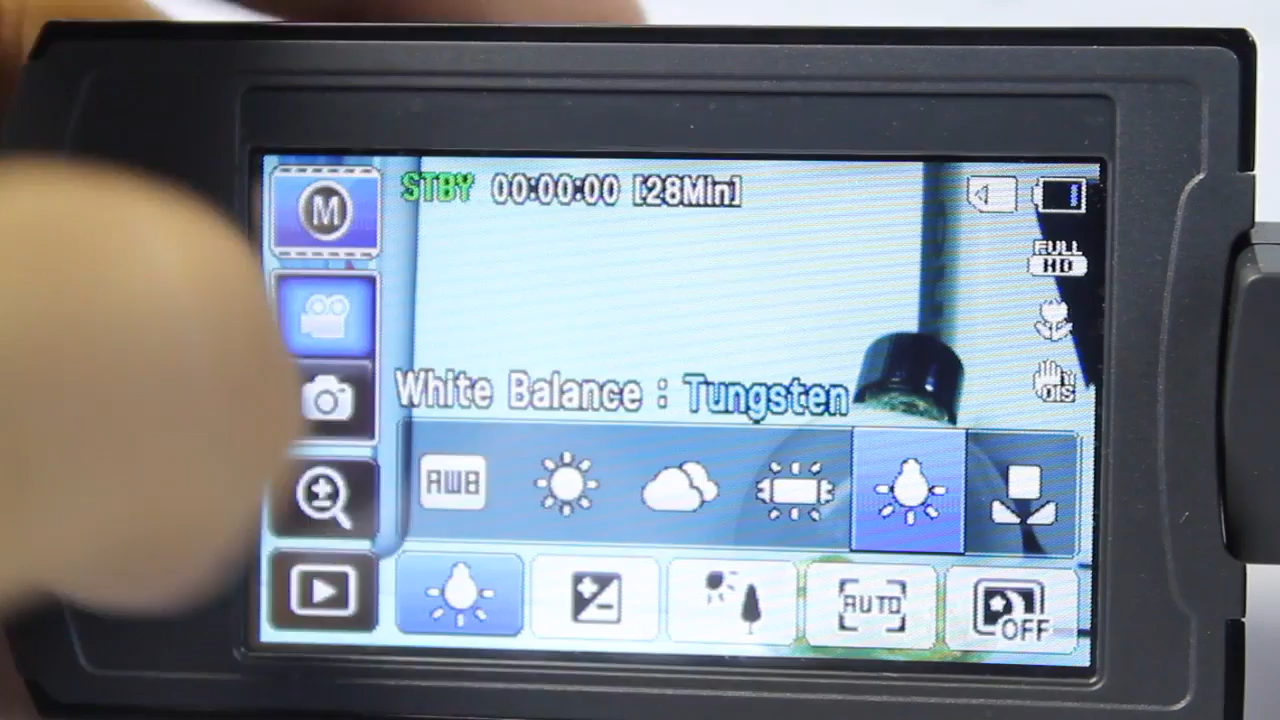 M
STBY 00:00:00 [28Min]
FULL
HD
OIS
White Balance : Tungsten
AWB
AUTO
OFF